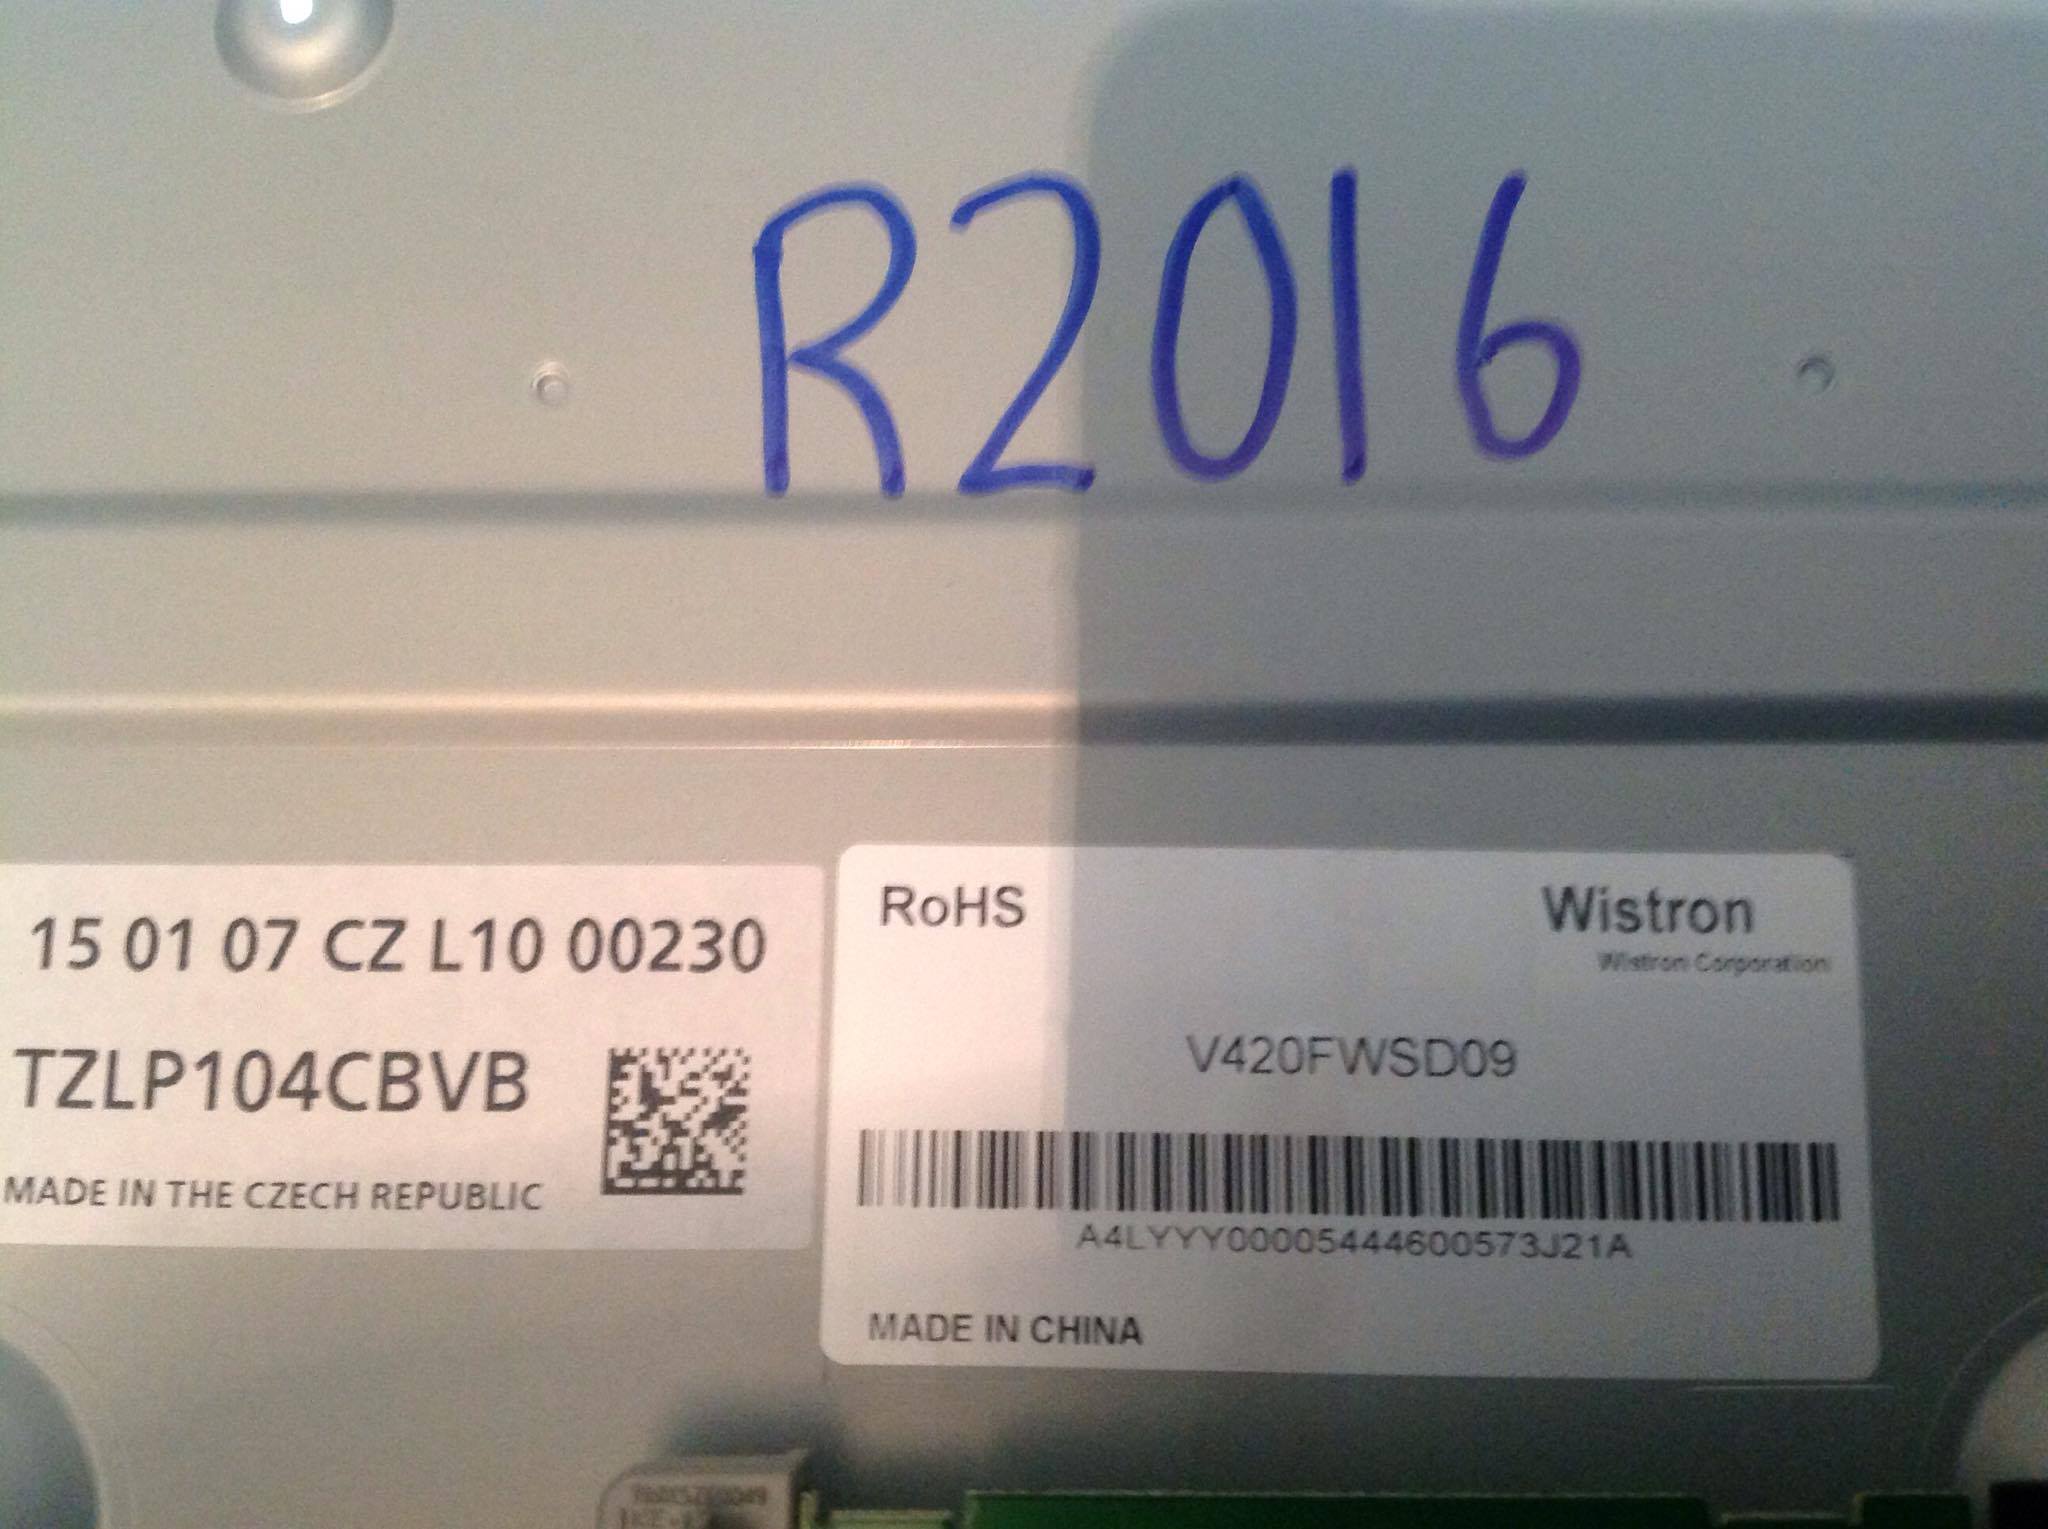 R2016
15 01 07 CZ L10 00230
TZLP104CBVB
MADE IN THE CZECH REPUBLIC
RoHS
Wistron
Wistron Corporation
V420FWSD09
A4LYYY00005444600573J21A
MADE IN CHINA